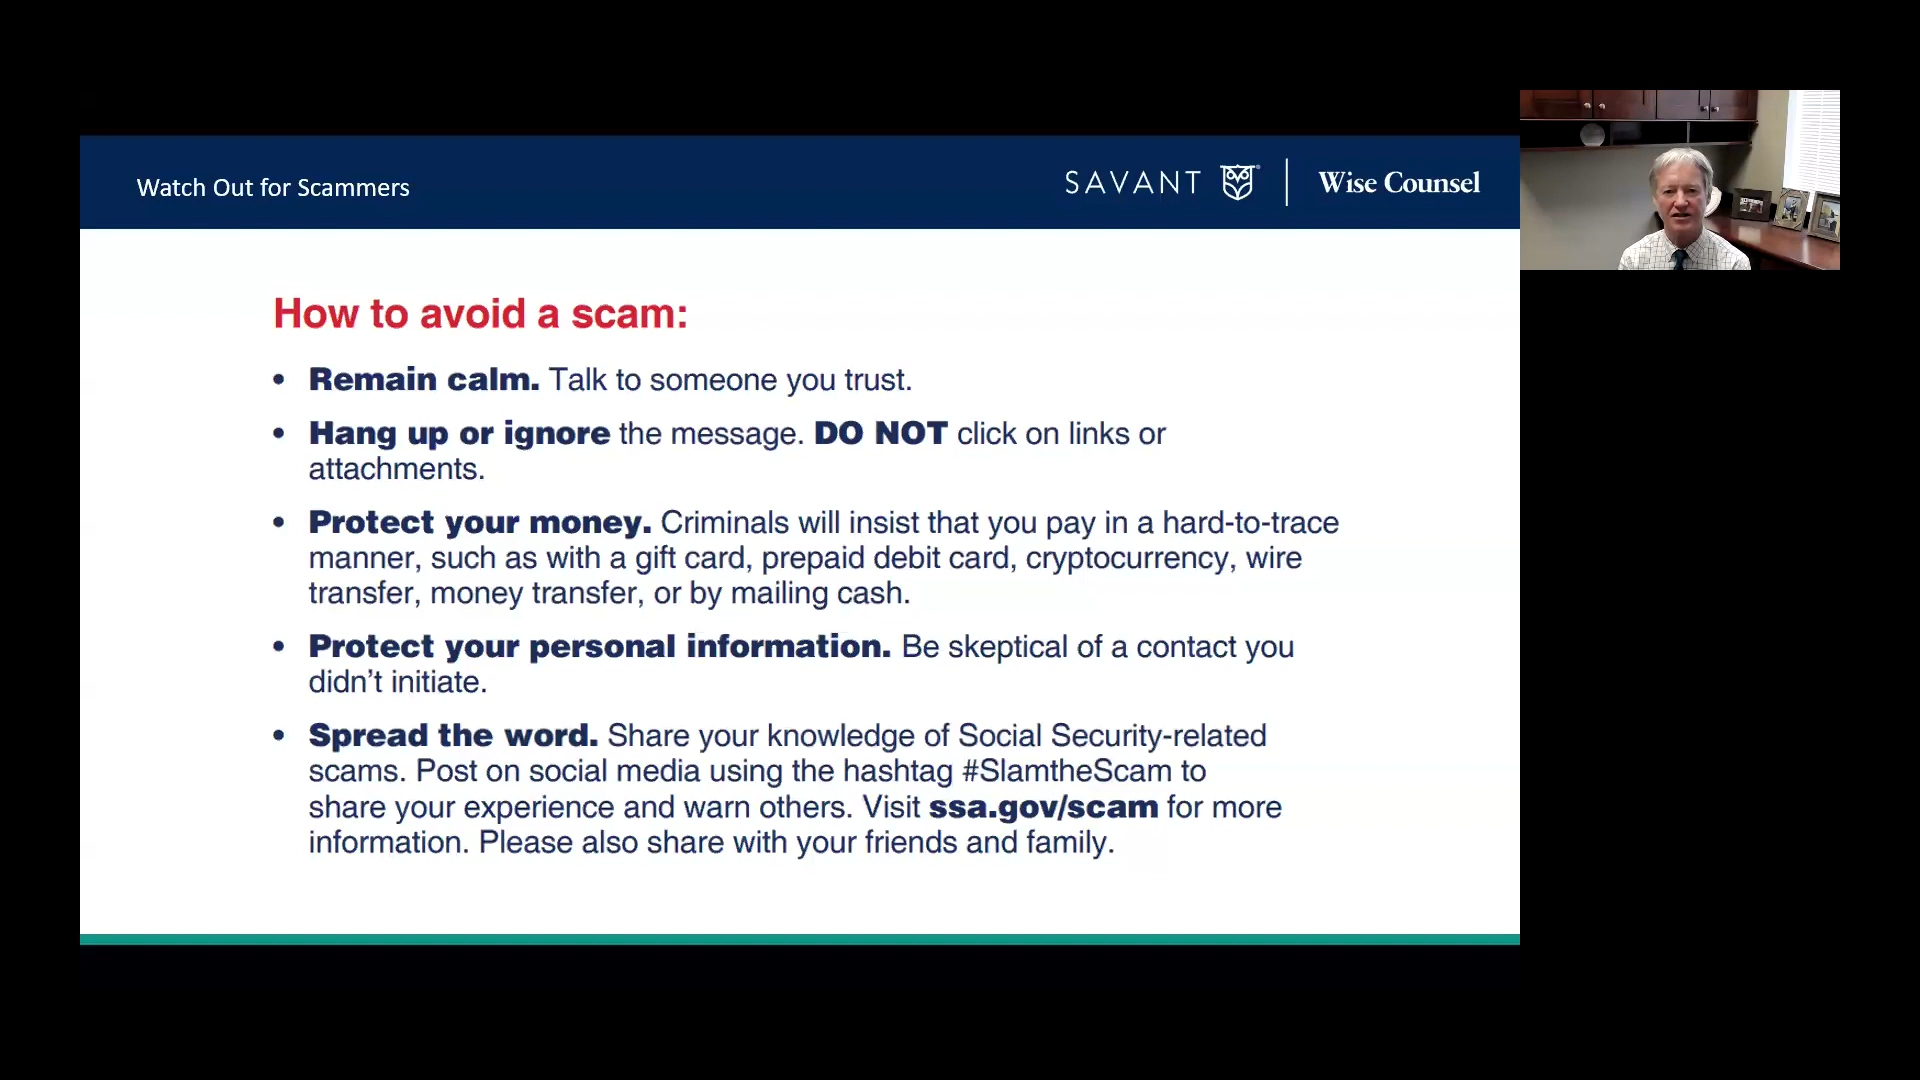 Watch Out for Scammers
SAVANT
Wise Counsel
How to avoid a scam:
• Remain calm. Talk to someone you trust.
• Hang up or ignore the message. DO NOT click on links or
attachments.
• Protect your money. Criminals will insist that you pay in a hard-to-trace
manner, such as with a gift card, prepaid debit card, cryptocurrency, wire
transfer, money transfer, or by mailing cash.
• Protect your personal information. Be skeptical of a contact you
didn’t initiate.
• Spread the word. Share your knowledge of Social Security-related
scams. Post on social media using the hashtag #SlamtheScam to
share your experience and warn others. Visit ssa.gov/scam for more
information. Please also share with your friends and family.